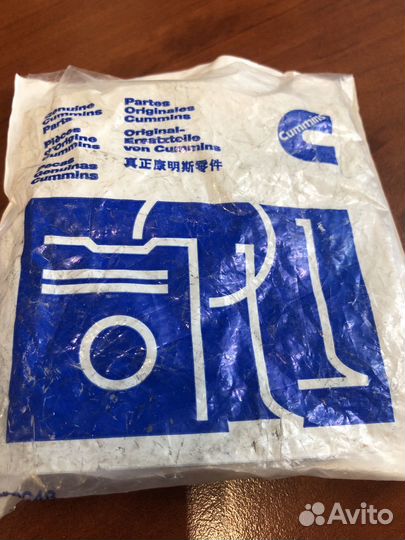 Genuine
Cummins
Parts
Pièces
d'origine
Cummins
Pecas
Genuinas
Cummins
Partes
Originales
Cummins
Original-
Ersatzteile
von Cummins
真正康明斯零件
Cummins
Avito